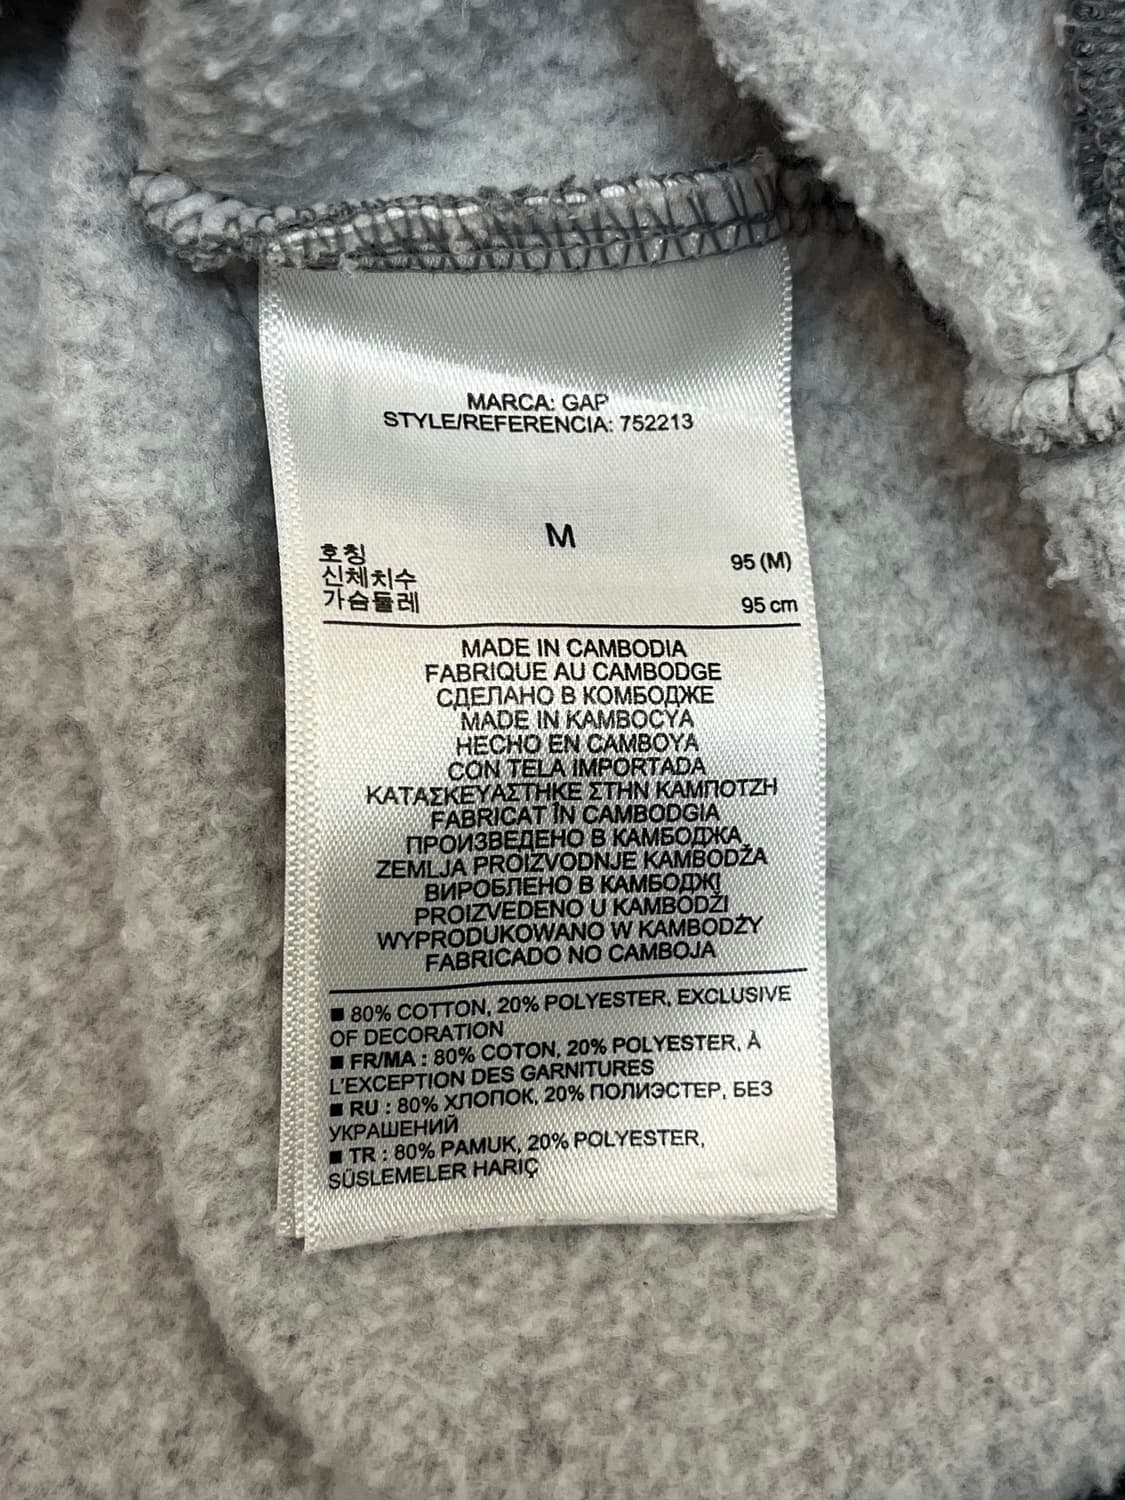 MARCA: GAP
STYLE/REFERENCIA: 752213
M
호칭 95 (M)
신체치수
가슴둘레 95 cm
MADE IN CAMBODIA
FABRIQUE AU CAMBODGE
СДЕЛАНО В КОМБОДЖЕ
MADE IN KAMBOCYA
HECHO EN CAMBOYA
CON TELA IMPORTADA
ΚΑΤΑΣΚΕΥΑΣΤΗΚΕ ΣΤΗΝ ΚΑΜΠΟΤΖΗ
FABRICAT ÎN CAMBODGIA
ПРОИЗВЕДЕНО В КАМБОДЖА
ZEMLJA PROIZVODNJE KAMBODŽA
ВИРОБЛЕНО В КАМБОДЖІ
PROIZVEDENO U KAMBODŽI
WYPRODUKOWANO W KAMBODŻY
FABRICADO NO CAMBOJA
■ 80% COTTON, 20% POLYESTER, EXCLUSIVE
OF DECORATION
■ FR/MA : 80% COTON, 20% POLYESTER, À
L'EXCEPTION DES GARNITURES
■ RU : 80% ХЛОПОК, 20% ПОЛИЭСТЕР, БЕЗ
УКРАШЕНИЙ
■ TR : 80% PAMUK, 20% POLYESTER,
SÜSLEMELER HARIÇ